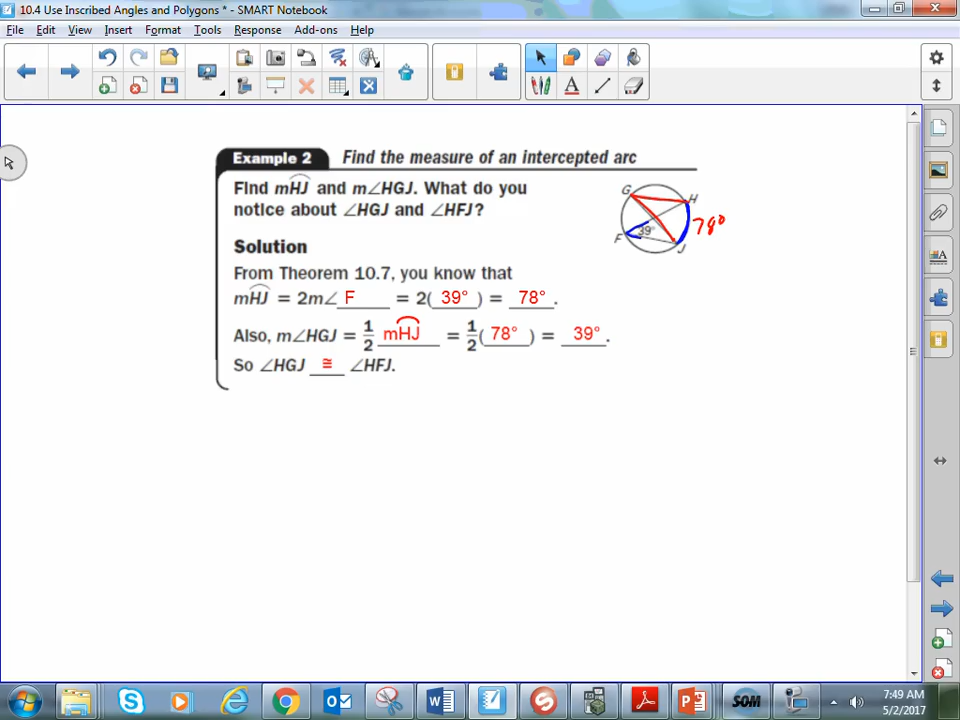 10.4 Use Inscribed Angles and Polygons * - SMART Notebook
File Edit View Insert Format Tools Response Add-ons Help
Example 2 Find the measure of an intercepted arc
Find mHJ and m∠HGJ. What do you
notice about ∠HGJ and ∠HFJ?
G
H
78°
39°
F
J
Solution
From Theorem 10.7, you know that
mHJ = 2m∠ F = 2( 39° ) = 78° .
Also, m∠HGJ = 1/2 mHJ = 1/2 ( 78° ) = 39° .
So ∠HGJ ≅ ∠HFJ.
SOM
7:49 AM
5/2/2017